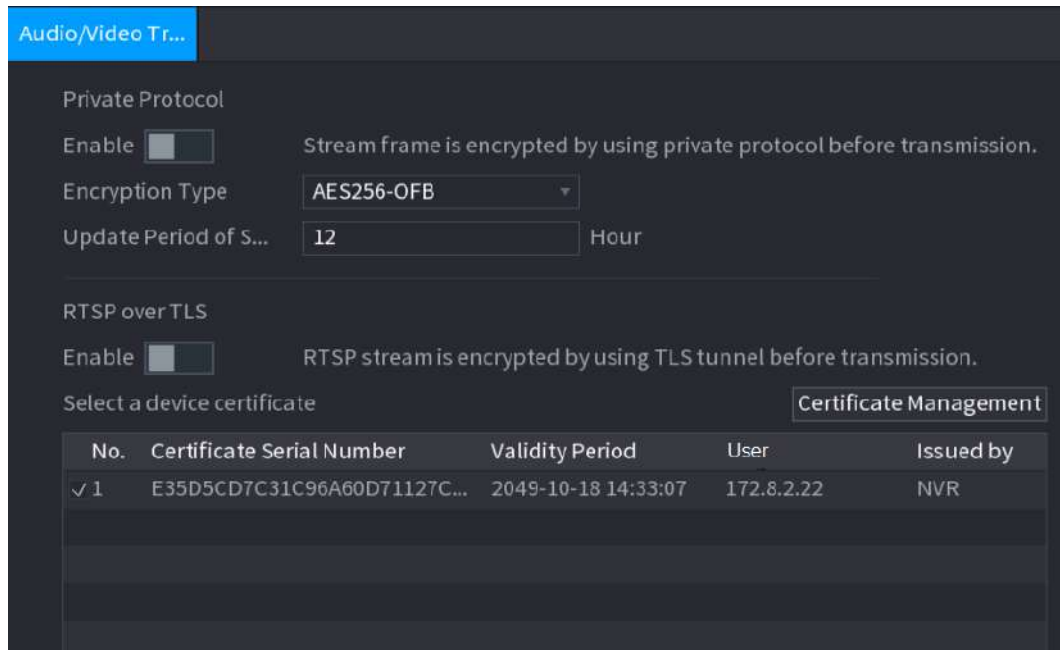 Audio/Video Tr...
Private Protocol
Enable Stream frame is encrypted by using private protocol before transmission.
Encryption Type AES256-OFB
Update Period of S... 12 Hour
RTSP over TLS
Enable RTSP stream is encrypted by using TLS tunnel before transmission.
Select a device certificate Certificate Management
No. Certificate Serial Number Validity Period User Issued by
1 E35D5CD7C31C96A60D71127C... 2049-10-18 14:33:07 172.8.2.22 NVR